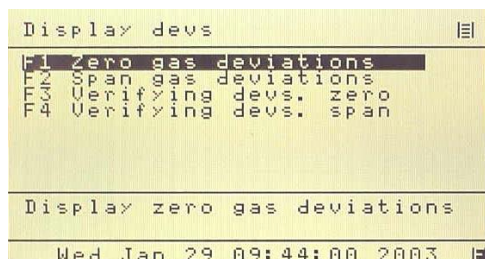 Display devs
F1 Zero gas deviations
F2 Span gas deviations
F3 Verifying devs. zero
F4 Verifying devs. span
Display zero gas deviations
Wed Jan 29 09:44:00 2003